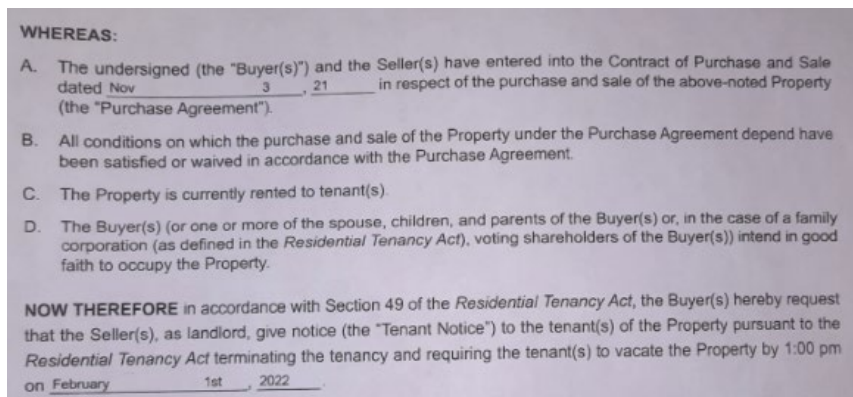 WHEREAS:
A. The undersigned (the "Buyer(s)") and the Seller(s) have entered into the Contract of Purchase and Sale
dated Nov 3, 21 in respect of the purchase and sale of the above-noted Property
(the "Purchase Agreement").
B. All conditions on which the purchase and sale of the Property under the Purchase Agreement depend have
been satisfied or waived in accordance with the Purchase Agreement.
C. The Property is currently rented to tenant(s).
D. The Buyer(s) (or one or more of the spouse, children, and parents of the Buyer(s) or, in the case of a family
corporation (as defined in the Residential Tenancy Act), voting shareholders of the Buyer(s)) intend in good
faith to occupy the Property.
NOW THEREFORE in accordance with Section 49 of the Residential Tenancy Act, the Buyer(s) hereby request
that the Seller(s), as landlord, give notice (the "Tenant Notice") to the tenant(s) of the Property pursuant to the
Residential Tenancy Act terminating the tenancy and requiring the tenant(s) to vacate the Property by 1:00 pm
on February 1st, 2022.